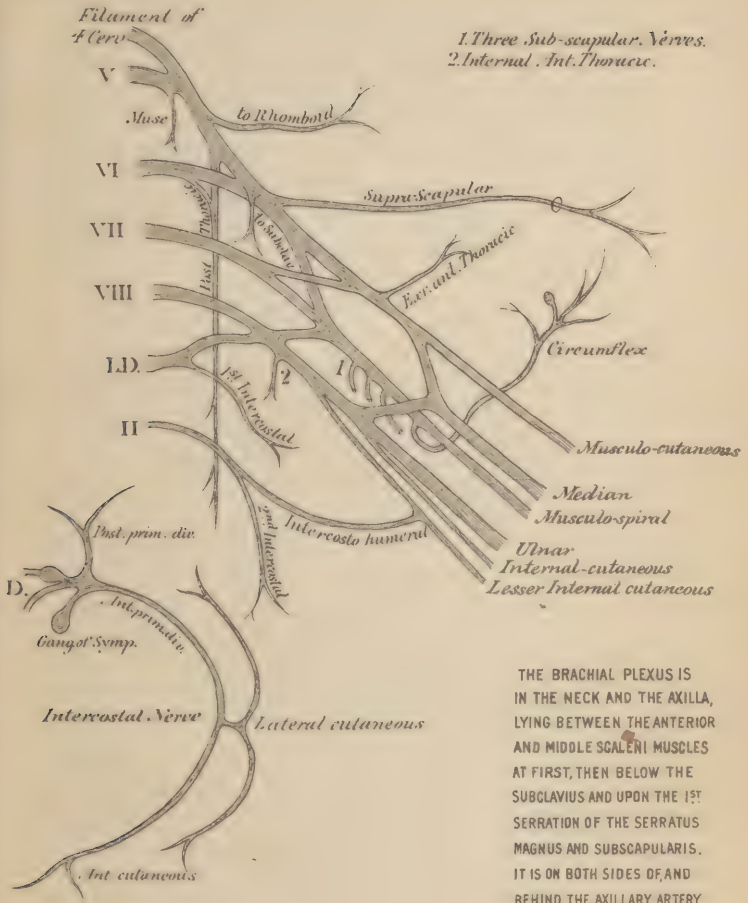 Filament of
4 Cerv.
1. Three Sub-scapular. Nerves.
2. Internal. Ant. Thoracic.
V
Musc
to Rhomboid
VI
Supra-Scapular
Post Thor.
to Subclav
VII
Ext. ant. Thoracic
VIII
Circumflex
I.D.
2
1
1st Intercostal
II
Musculo-cutaneous
Median
Musculo-spiral
Intercosto humeral
2nd Intercostal
Ulnar
Internal-cutaneous
Lesser Internal cutaneous
Post. prim. div.
D.
Ant. prim. div.
Gang of Symp.
Intercostal Nerve
Lateral cutaneous
Ant cutaneous
THE BRACHIAL PLEXUS IS
IN THE NECK AND THE AXILLA,
LYING BETWEEN THE ANTERIOR
AND MIDDLE SCALENI MUSCLES
AT FIRST, THEN BELOW THE
SUBCLAVIUS AND UPON THE 1ST
SERRATION OF THE SERRATUS
MAGNUS AND SUBSCAPULARIS.
IT IS ON BOTH SIDES OF, AND
BEHIND THE AXILLARY ARTERY